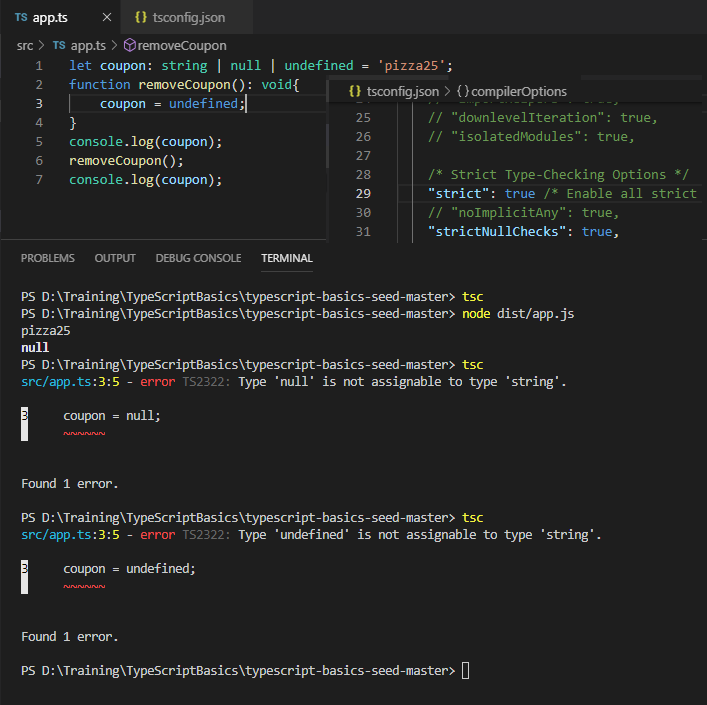 TS app.ts × {} tsconfig.json
src > TS app.ts > removeCoupon
1 let coupon: string | null | undefined = 'pizza25';
2 function removeCoupon(): void{
3 coupon = undefined;
4 }
5 console.log(coupon);
6 removeCoupon();
7 console.log(coupon);
{} tsconfig.json > {} compilerOptions
25 // "downlevelIteration": true,
26 // "isolatedModules": true,
27
28 /* Strict Type-Checking Options */
29 "strict": true /* Enable all strict
30 // "noImplicitAny": true,
31 "strictNullChecks": true,
PROBLEMS OUTPUT DEBUG CONSOLE TERMINAL
PS D:\Training\TypeScriptBasics\typescript-basics-seed-master> tsc
PS D:\Training\TypeScriptBasics\typescript-basics-seed-master> node dist/app.js
pizza25
null
PS D:\Training\TypeScriptBasics\typescript-basics-seed-master> tsc
src/app.ts:3:5 - error TS2322: Type 'null' is not assignable to type 'string'.
3 coupon = null;
~~~~~~
Found 1 error.
PS D:\Training\TypeScriptBasics\typescript-basics-seed-master> tsc
src/app.ts:3:5 - error TS2322: Type 'undefined' is not assignable to type 'string'.
3 coupon = undefined;
~~~~~~
Found 1 error.
PS D:\Training\TypeScriptBasics\typescript-basics-seed-master>